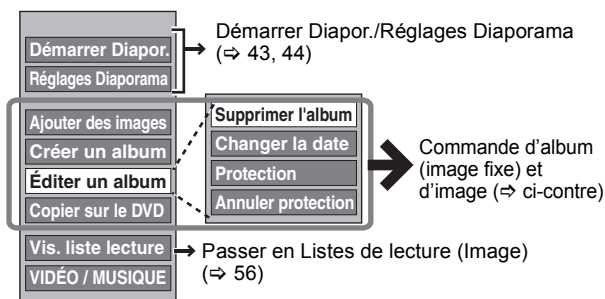 Démarrer Diapor.
Réglages Diaporama
Démarrer Diapor./Réglages Diaporama
(⇨ 43, 44)
Ajouter des images
Créer un album
Éditer un album
Copier sur le DVD
Supprimer l'album
Changer la date
Protection
Annuler protection
Commande d'album
(image fixe) et
d'image (⇨ ci-contre)
Vis. liste lecture
VIDÉO / MUSIQUE
Passer en Listes de lecture (Image)
(⇨ 56)